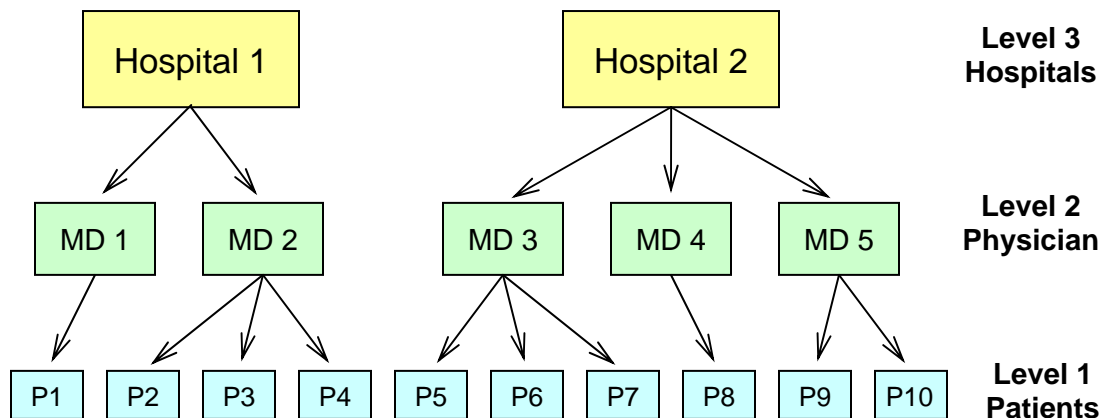 Hospital 1
Hospital 2
Level 3
Hospitals
MD 1
MD 2
MD 3
MD 4
MD 5
Level 2
Physician
P1
P2
P3
P4
P5
P6
P7
P8
P9
P10
Level 1
Patients